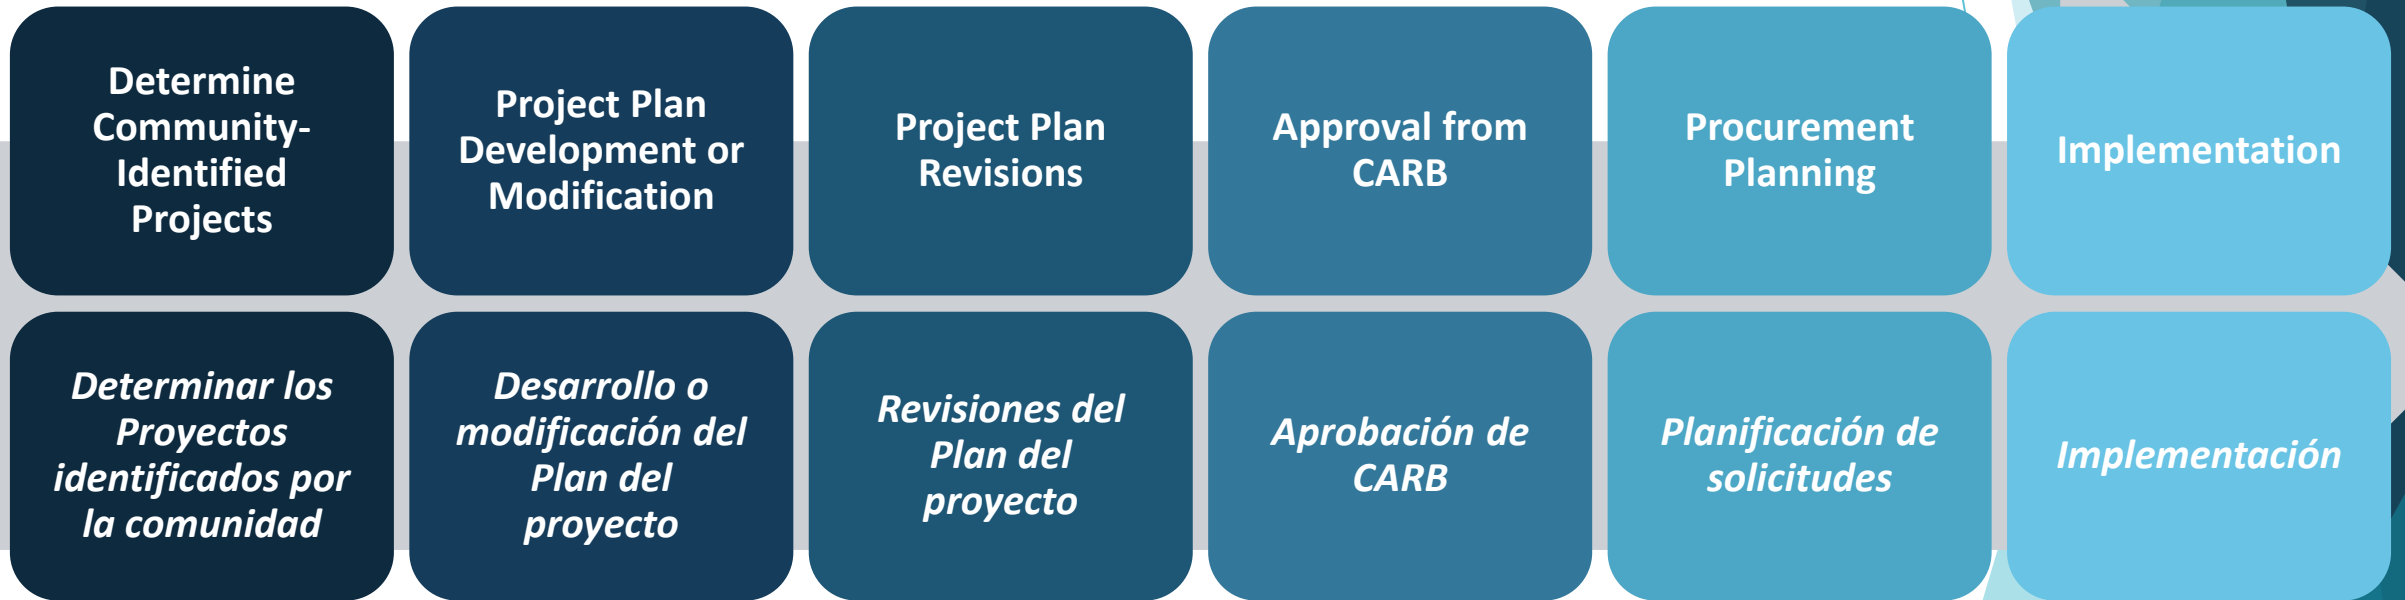 Determine
Community-
Identified
Projects
Project Plan
Development or
Modification
Project Plan
Revisions
Approval from
CARB
Procurement
Planning
Implementation
Determinar los
Proyectos
identificados por
la comunidad
Desarrollo o
modificación del
Plan del
proyecto
Revisiones del
Plan del
proyecto
Aprobación de
CARB
Planificación de
solicitudes
Implementación